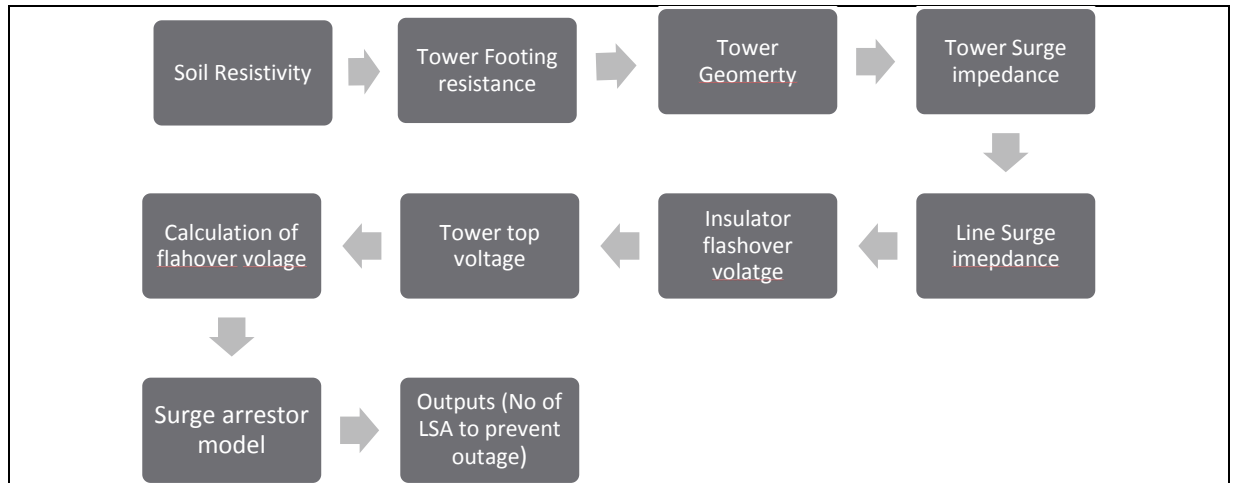 Soil Resistivity
Tower Footing
resistance
Tower
Geomerty
Tower Surge
impedance
Line Surge
imepdance
Insulator
flashover
volatge
Tower top
voltage
Calculation of
flahover volage
Surge arrestor
model
Outputs (No of
LSA to prevent
outage)